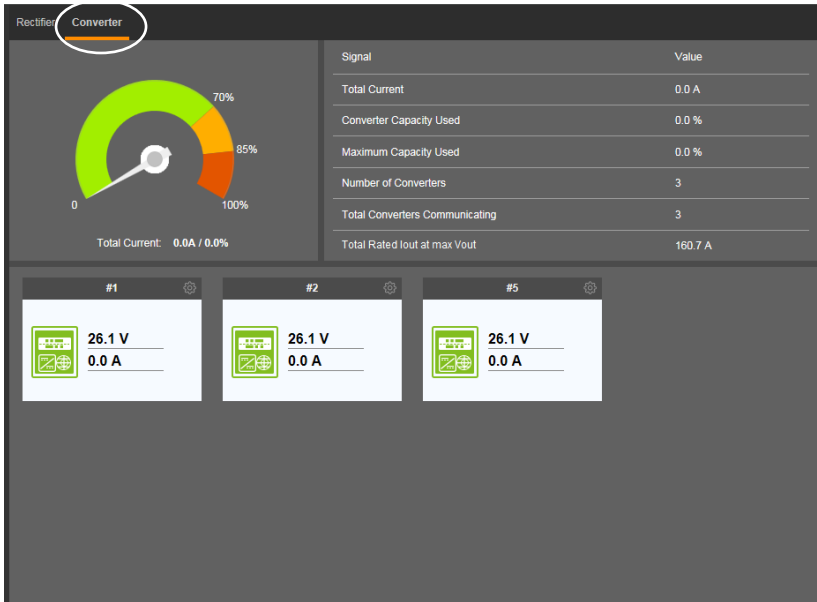 Rectifier Converter
70%
85%
0
100%
Total Current: 0.0A / 0.0%
Signal Value
Total Current 0.0 A
Converter Capacity Used 0.0 %
Maximum Capacity Used 0.0 %
Number of Converters 3
Total Converters Communicating 3
Total Rated Iout at max Vout 160.7 A
#1
26.1 V
0.0 A
#2
26.1 V
0.0 A
#5
26.1 V
0.0 A